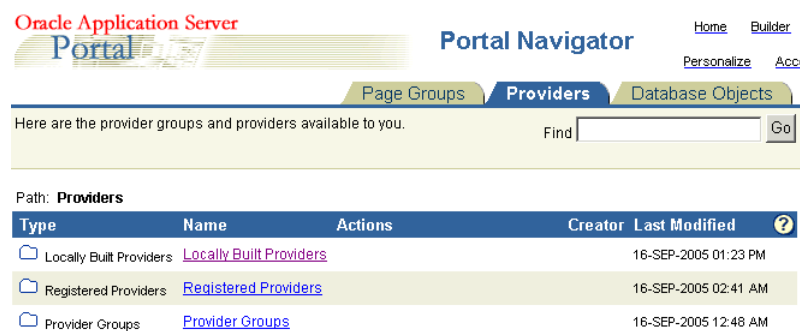 Oracle Application Server
Portal
Portal Navigator
Home Builder
Personalize
Page Groups Providers Database Objects
Here are the provider groups and providers available to you.
Find Go
Path: Providers
Type Name Actions Creator Last Modified ?
Locally Built Providers Locally Built Providers 16-SEP-2005 01:23 PM
Registered Providers Registered Providers 16-SEP-2005 02:41 AM
Provider Groups Provider Groups 16-SEP-2005 12:48 AM